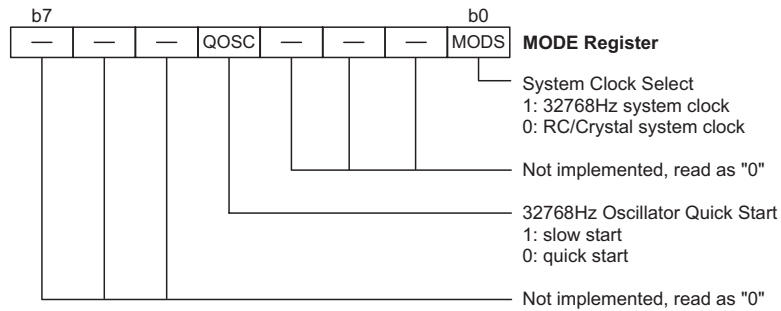 b7 b0
— — — QOSC — — — MODS MODE Register
System Clock Select
1: 32768Hz system clock
0: RC/Crystal system clock
Not implemented, read as "0"
32768Hz Oscillator Quick Start
1: slow start
0: quick start
Not implemented, read as "0"